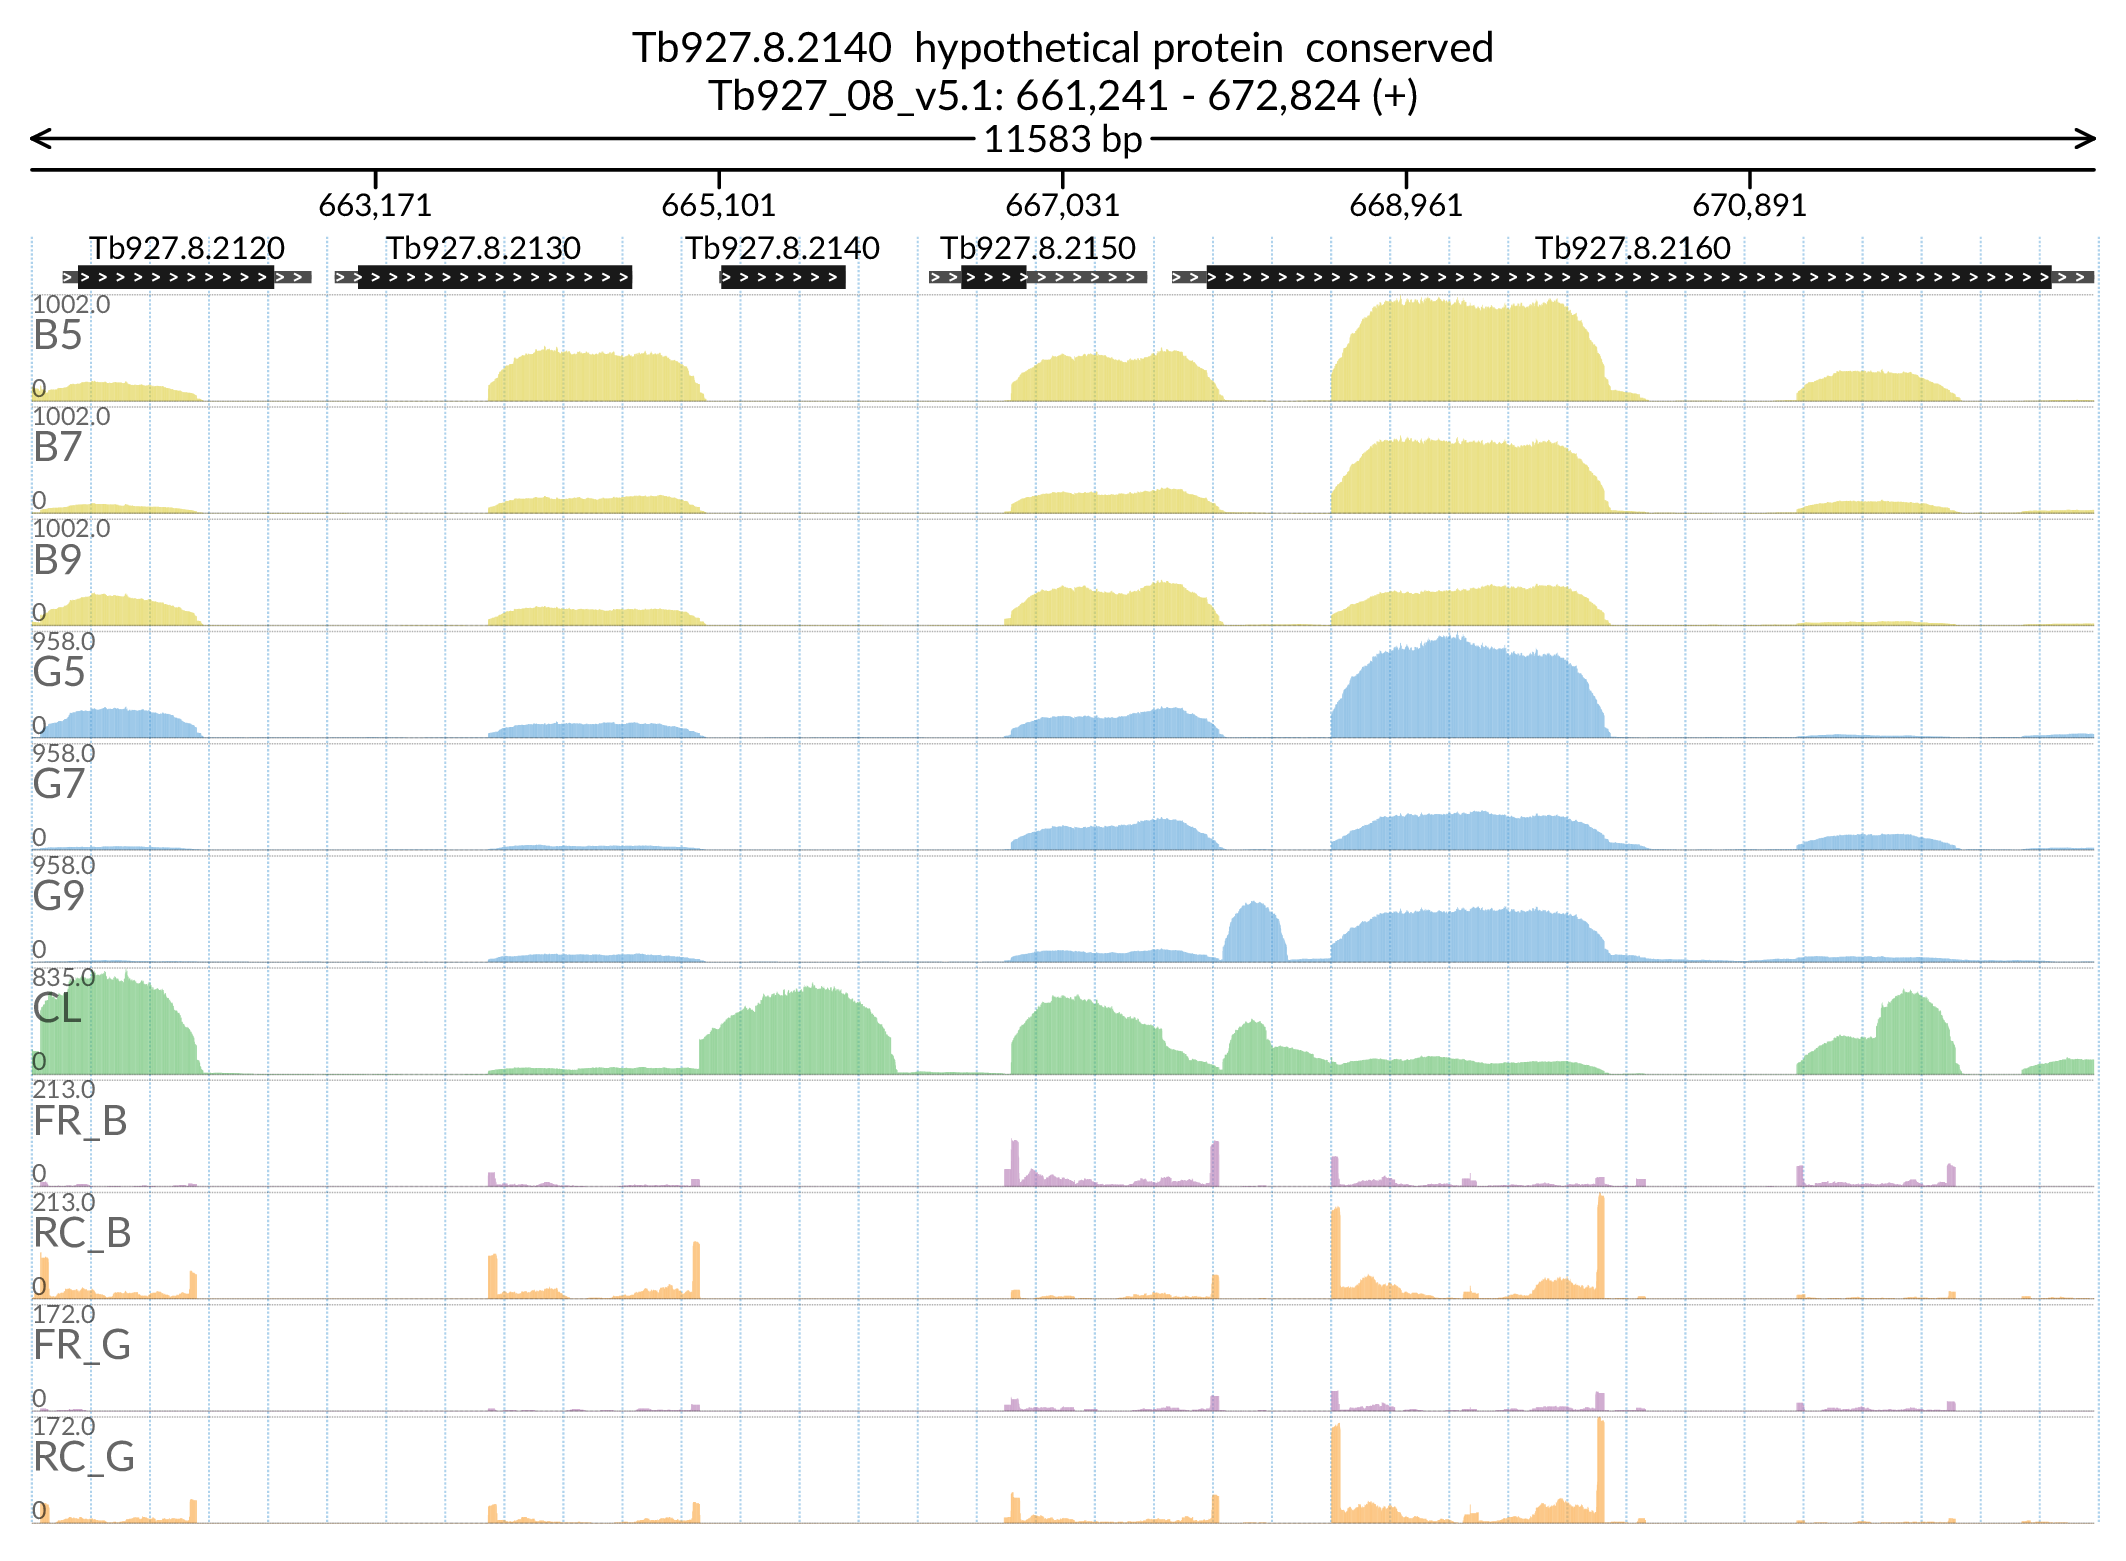 Tb927.8.2140  hypothetical protein  conserved
Tb927_08_v5.1: 661,241 - 672,824 (+)
11583 bp
663,171 665,101 667,031 668,961 670,891
Tb927.8.2120 Tb927.8.2130 Tb927.8.2140 Tb927.8.2150 Tb927.8.2160
1002.0
B5
0
1002.0
B7
0
1002.0
B9
0
958.0
G5
0
958.0
G7
0
958.0
G9
0
835.0
CL
0
213.0
FR_B
0
213.0
RC_B
0
172.0
FR_G
0
172.0
RC_G
0